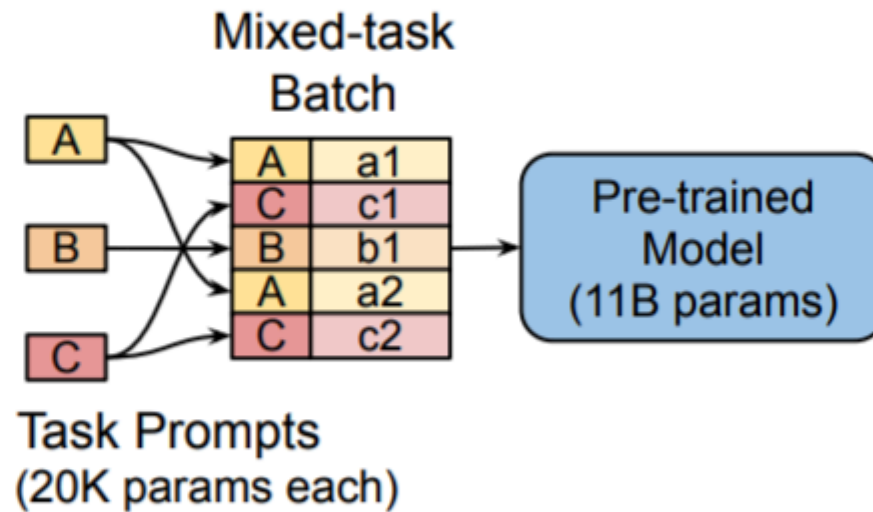 Mixed-task
Batch
A
B
C
A a1
C c1
B b1
A a2
C c2
Pre-trained
Model
(11B params)
Task Prompts
(20K params each)